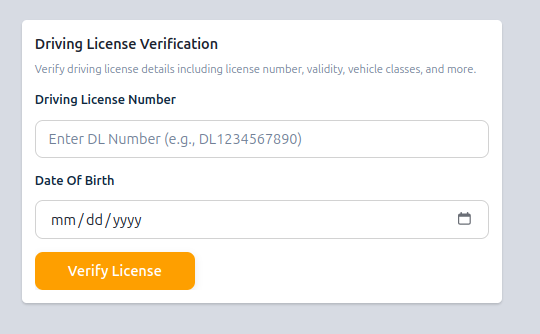 Driving License Verification
Verify driving license details including license number, validity, vehicle classes, and more.
Driving License Number
Enter DL Number (e.g., DL1234567890)
Date Of Birth
mm/dd/yyyy
Verify License